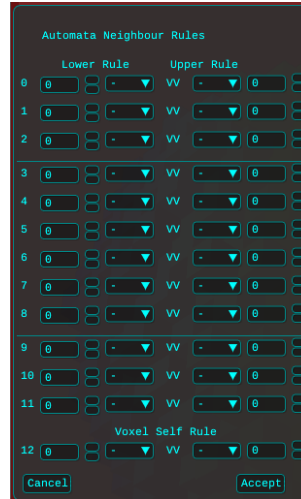 Automata Neighbour Rules
Lower Rule Upper Rule
0 0 - VV - 0
1 0 - VV - 0
2 0 - VV - 0
3 0 - VV - 0
4 0 - VV - 0
5 0 - VV - 0
6 0 - VV - 0
7 0 - VV - 0
8 0 - VV - 0
9 0 - VV - 0
10 0 - VV - 0
11 0 - VV - 0
Voxel Self Rule
12 0 - VV - 0
Cancel Accept